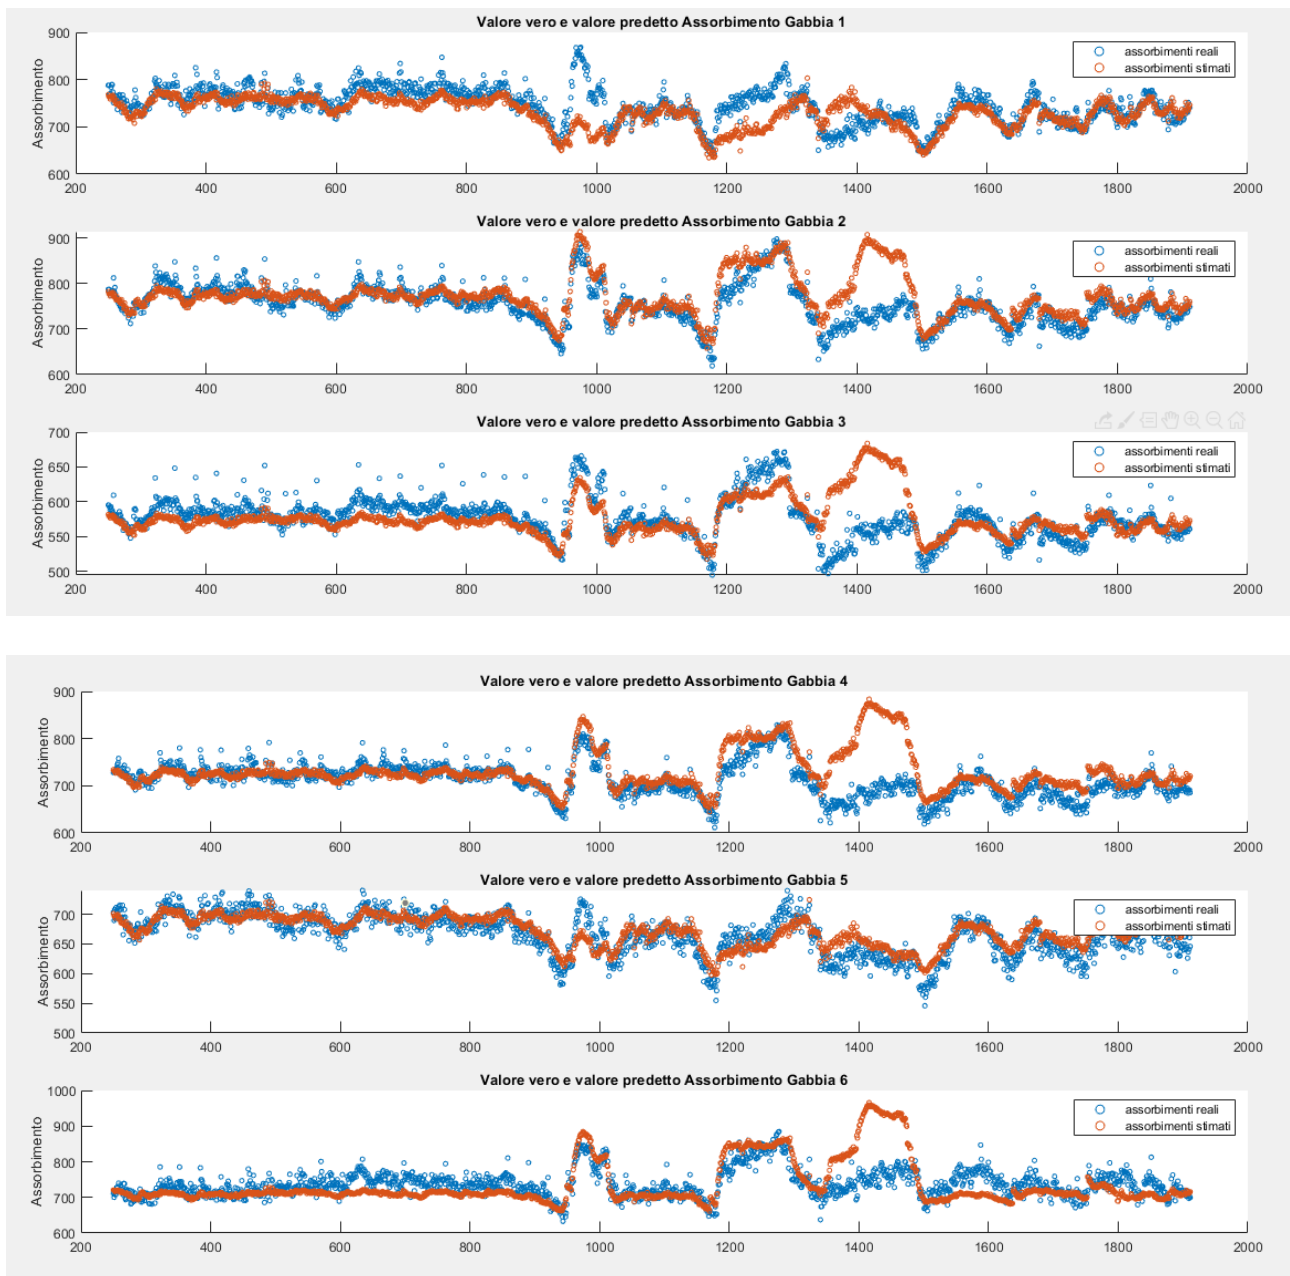 Valore vero e valore predetto Assorbimento Gabbia 1
900
800
700
600
Assorbimento
assorbimenti reali
assorbimenti stimati
200 400 600 800 1000 1200 1400 1600 1800 2000
Valore vero e valore predetto Assorbimento Gabbia 2
900
800
700
600
Assorbimento
assorbimenti reali
assorbimenti stimati
200 400 600 800 1000 1200 1400 1600 1800 2000
Valore vero e valore predetto Assorbimento Gabbia 3
700
650
600
550
500
Assorbimento
assorbimenti reali
assorbimenti stimati
200 400 600 800 1000 1200 1400 1600 1800 2000
Valore vero e valore predetto Assorbimento Gabbia 4
900
800
700
600
Assorbimento
assorbimenti reali
assorbimenti stimati
200 400 600 800 1000 1200 1400 1600 1800 2000
Valore vero e valore predetto Assorbimento Gabbia 5
700
650
600
550
500
Assorbimento
assorbimenti reali
assorbimenti stimati
200 400 600 800 1000 1200 1400 1600 1800 2000
Valore vero e valore predetto Assorbimento Gabbia 6
1000
900
800
700
600
Assorbimento
assorbimenti reali
assorbimenti stimati
200 400 600 800 1000 1200 1400 1600 1800 2000